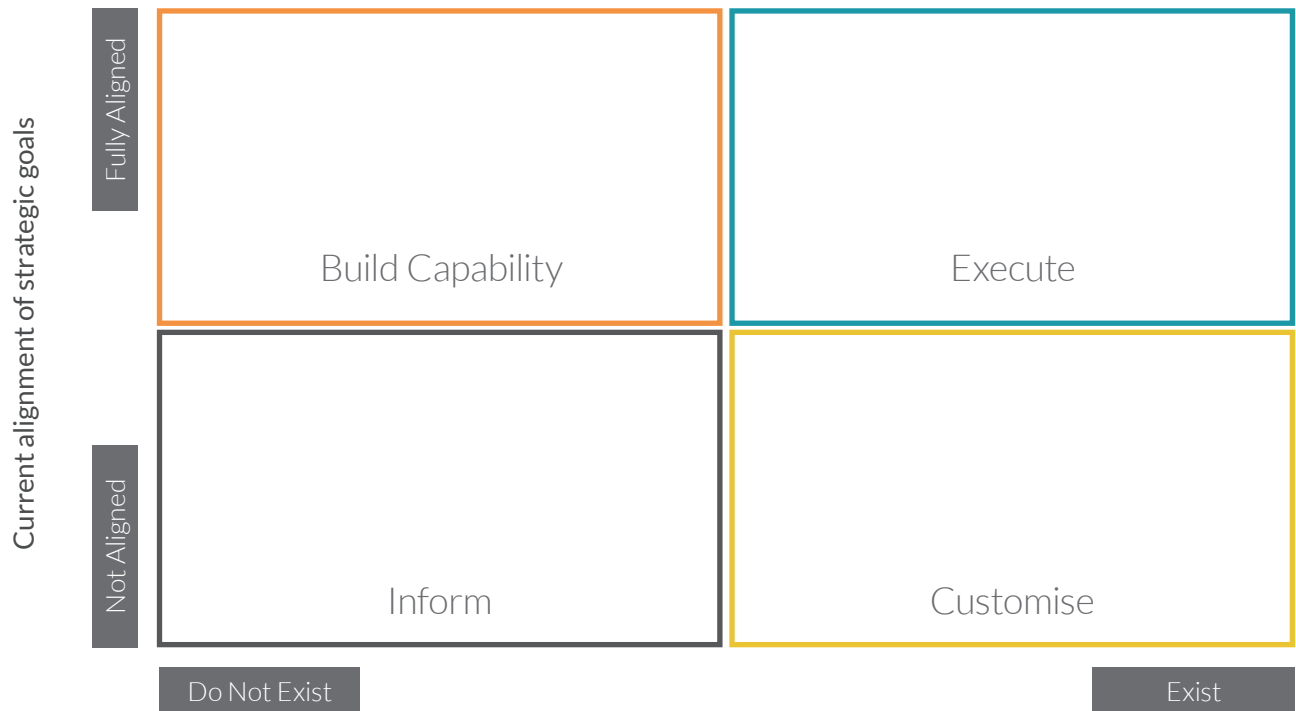 Current alignment of strategic goals
Fully Aligned
Not Aligned
Build Capability
Execute
Inform
Customise
Do Not Exist
Exist